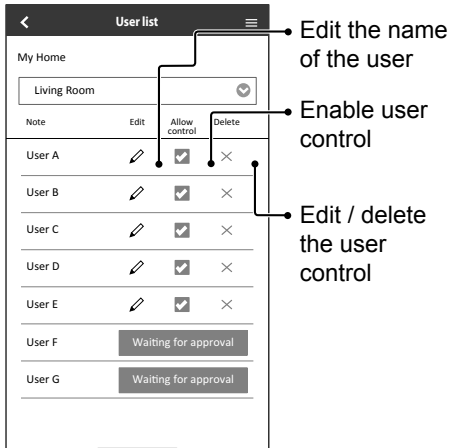 User list
My Home
Living Room
Note Edit Allow control Delete
User A
User B
User C
User D
User E
User F Waiting for approval
User G Waiting for approval
Edit the name
of the user
Enable user
control
Edit / delete
the user
control